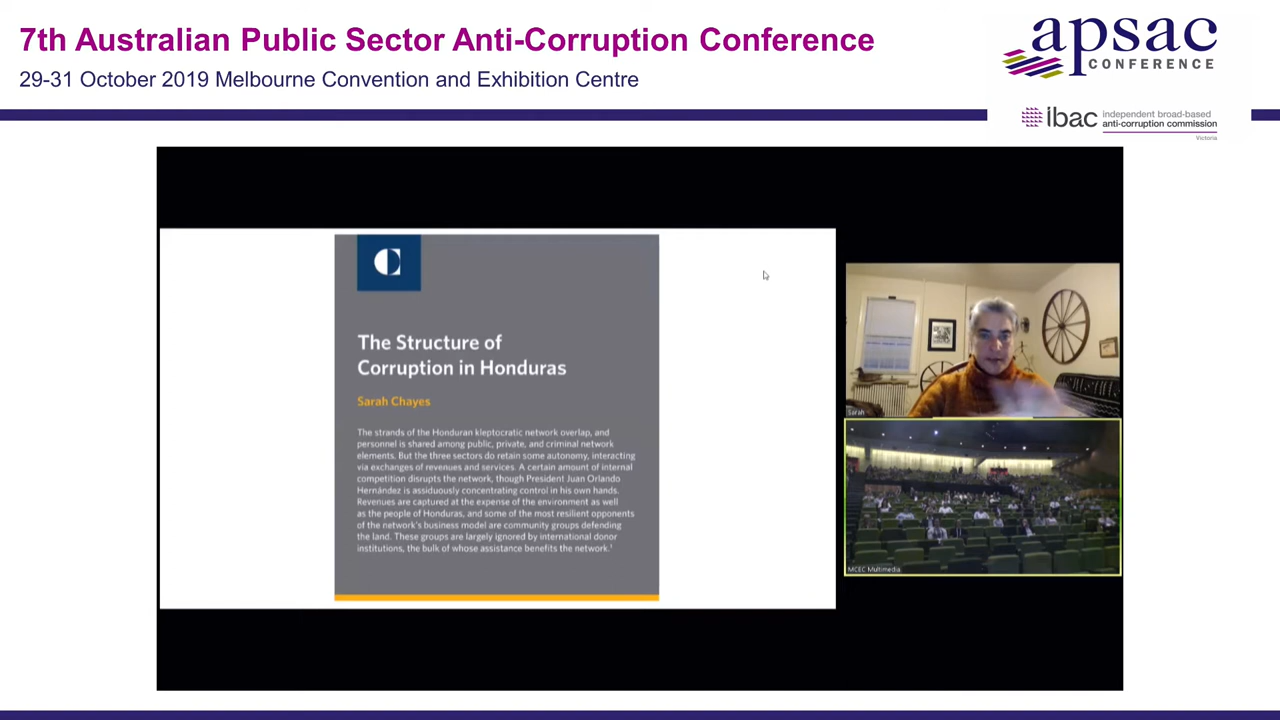 7th Australian Public Sector Anti-Corruption Conference
29-31 October 2019 Melbourne Convention and Exhibition Centre
apsac
CONFERENCE
ibac
independent broad-based
anti-corruption commission
Victoria
The Structure of
Corruption in Honduras
Sarah Chayes
The strands of the Honduran kleptocratic network overlap, and
personnel is shared among public, private, and criminal network
elements. But the three sectors do retain some autonomy, interacting
via exchanges of revenues and services. A certain amount of internal
competition disrupts the network, though President Juan Orlando
Hernández is assiduously concentrating control in his own hands.
Revenues are captured at the expense of the environment as well
as the people of Honduras, and some of the most resilient opponents
of the network's business model are community groups defending
the land. These groups are largely ignored by international donor
institutions, the bulk of whose assistance benefits the network.¹
Sarah
MCEC Multimedia